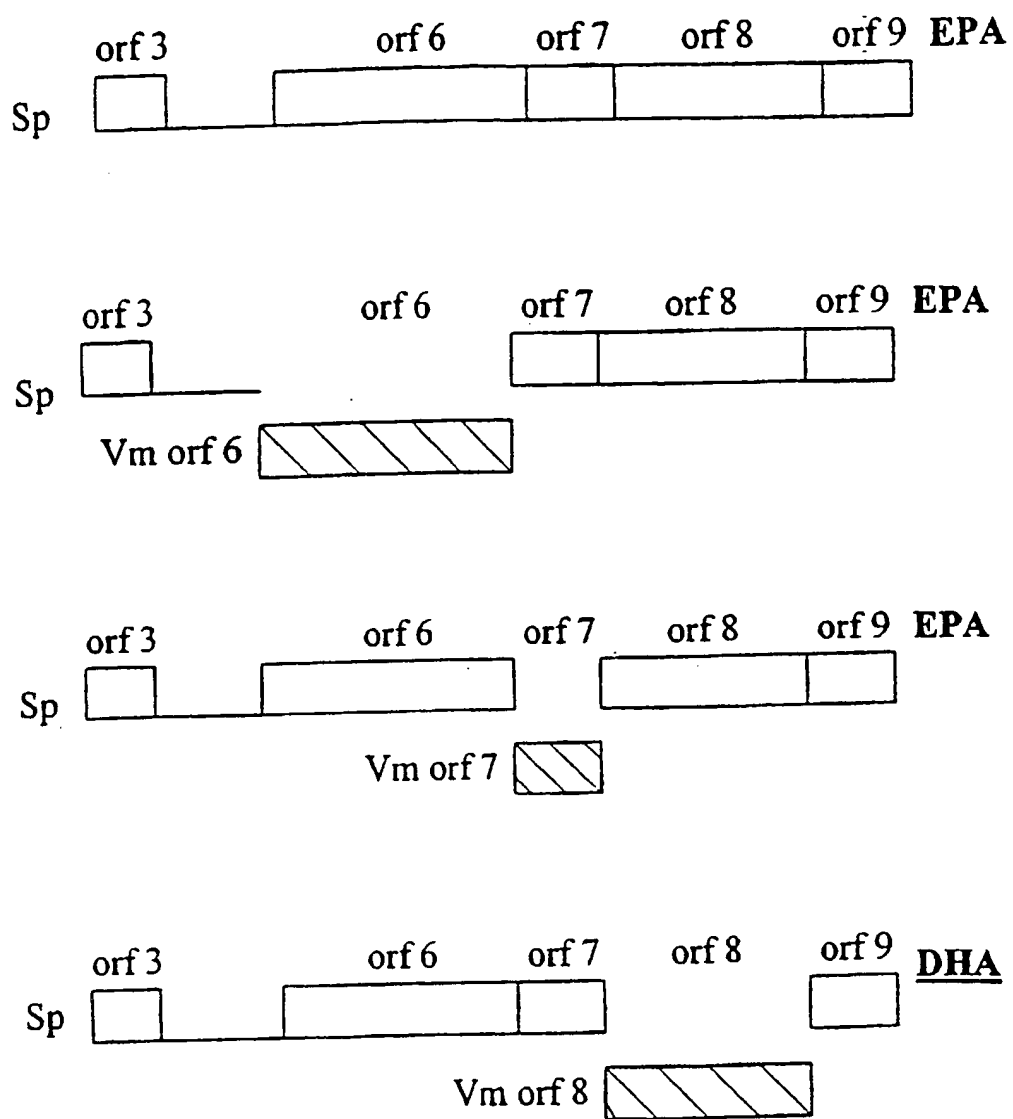 orf 3 orf 6 orf 7 orf 8 orf 9 EPA
Sp
orf 3 orf 6 orf 7 orf 8 orf 9 EPA
Sp
Vm orf 6
orf 3 orf 6 orf 7 orf 8 orf 9 EPA
Sp
Vm orf 7
orf 3 orf 6 orf 7 orf 8 orf 9 DHA
Sp
Vm orf 8